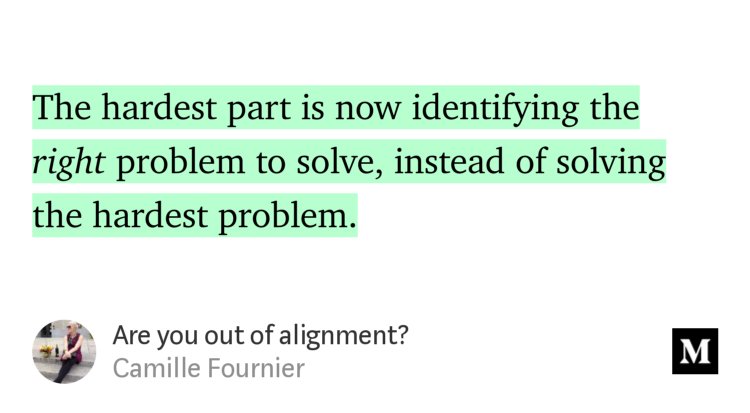 The hardest part is now identifying the
right problem to solve, instead of solving
the hardest problem.
Are you out of alignment?
Camille Fournier
M